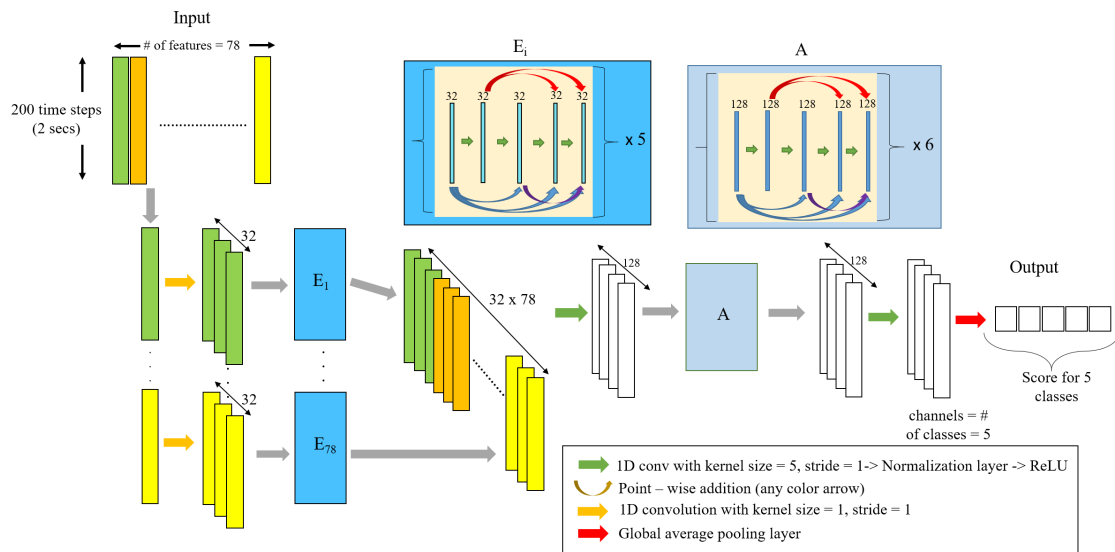 Input
# of features = 78
200 time steps
(2 secs)
E_i
32 32 32 32 32
x 5
A
128 128 128 128 128
x 6
32
E_1
32 x 78
128
A
128
Output
Score for 5
classes
channels = #
of classes = 5
32
E_78
1D conv with kernel size = 5, stride = 1-> Normalization layer -> ReLU
Point – wise addition (any color arrow)
1D convolution with kernel size = 1, stride = 1
Global average pooling layer